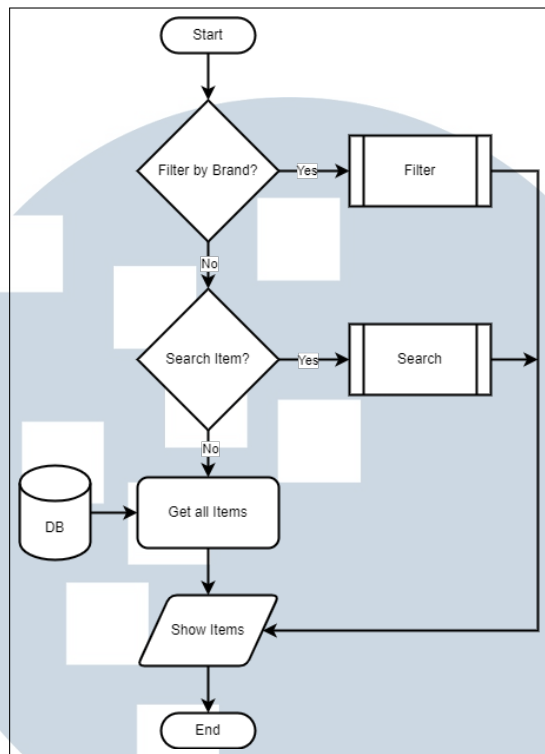 Start
Filter by Brand?
Yes
Filter
No
Search Item?
Yes
Search
No
DB
Get all Items
Show Items
End